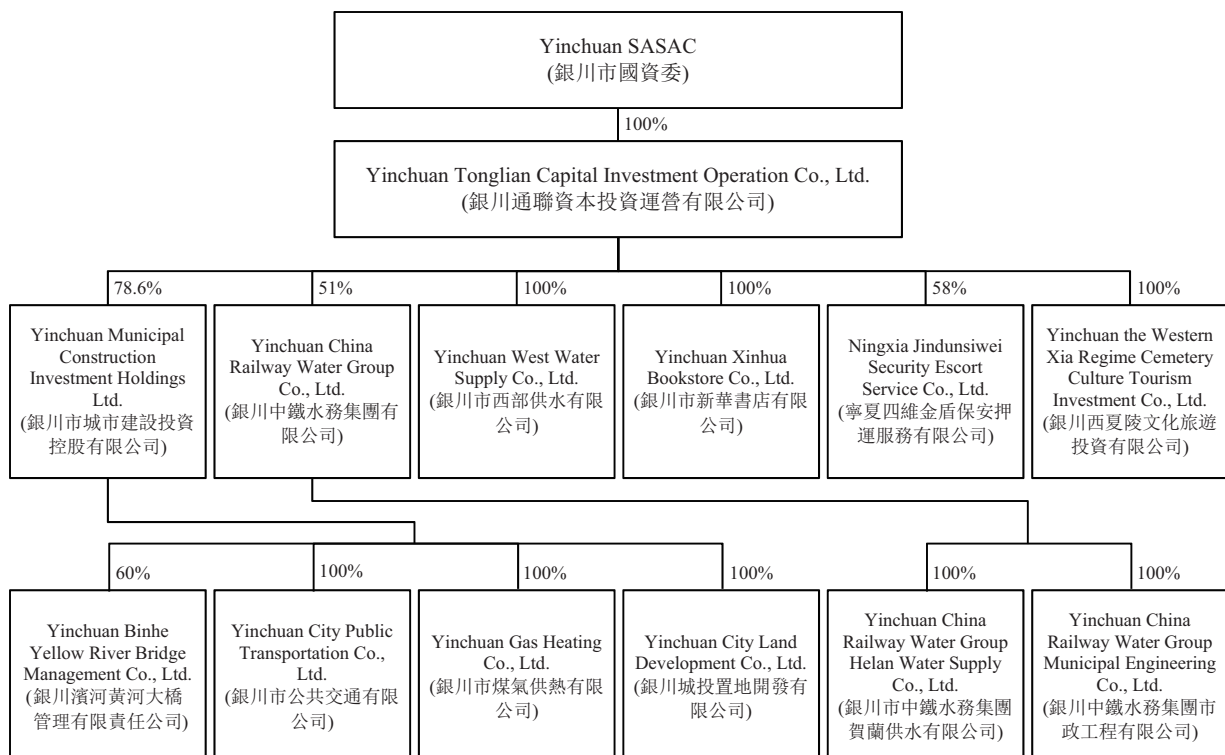 Yinchuan SASAC
(銀川市國資委)
100%
Yinchuan Tonglian Capital Investment Operation Co., Ltd.
(銀川通聯資本投資運營有限公司)
78.6%
51%
100%
100%
58%
100%
Yinchuan Municipal
Construction
Investment Holdings
Ltd.
(銀川市城市建設投資
控股有限公司)
Yinchuan China
Railway Water Group
Co., Ltd.
(銀川中鐵水務集團有
限公司)
Yinchuan West Water
Supply Co., Ltd.
(銀川市西部供水有限
公司)
Yinchuan Xinhua
Bookstore Co., Ltd.
(銀川市新華書店有限
公司)
Ningxia Jindunsiwei
Security Escort
Service Co., Ltd.
(寧夏四維金盾保安押
運服務有限公司)
Yinchuan the Western
Xia Regime Cemetery
Culture Tourism
Investment Co., Ltd.
(銀川西夏陵文化旅遊
投資有限公司)
60%
100%
100%
100%
100%
100%
Yinchuan Binhe
Yellow River Bridge
Management Co., Ltd.
(銀川濱河黃河大橋
管理有限責任公司)
Yinchuan City Public
Transportation Co.,
Ltd.
(銀川市公共交通有限
公司)
Yinchuan Gas Heating
Co., Ltd.
(銀川市煤氣供熱有限
公司)
Yinchuan City Land
Development Co., Ltd.
(銀川城投置地開發有
限公司)
Yinchuan China
Railway Water Group
Helan Water Supply
Co., Ltd.
(銀川市中鐵水務集團
賀蘭供水有限公司)
Yinchuan China
Railway Water Group
Municipal Engineering
Co., Ltd.
(銀川中鐵水務集團市
政工程有限公司)